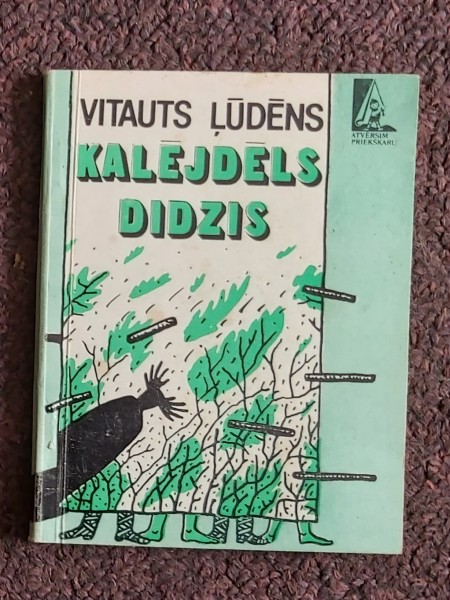 VITAUTS ĻŪDĒNS
KALĒJDĒLS
DIDZIS
ATVĒRSIM
PRIEKŠKARU